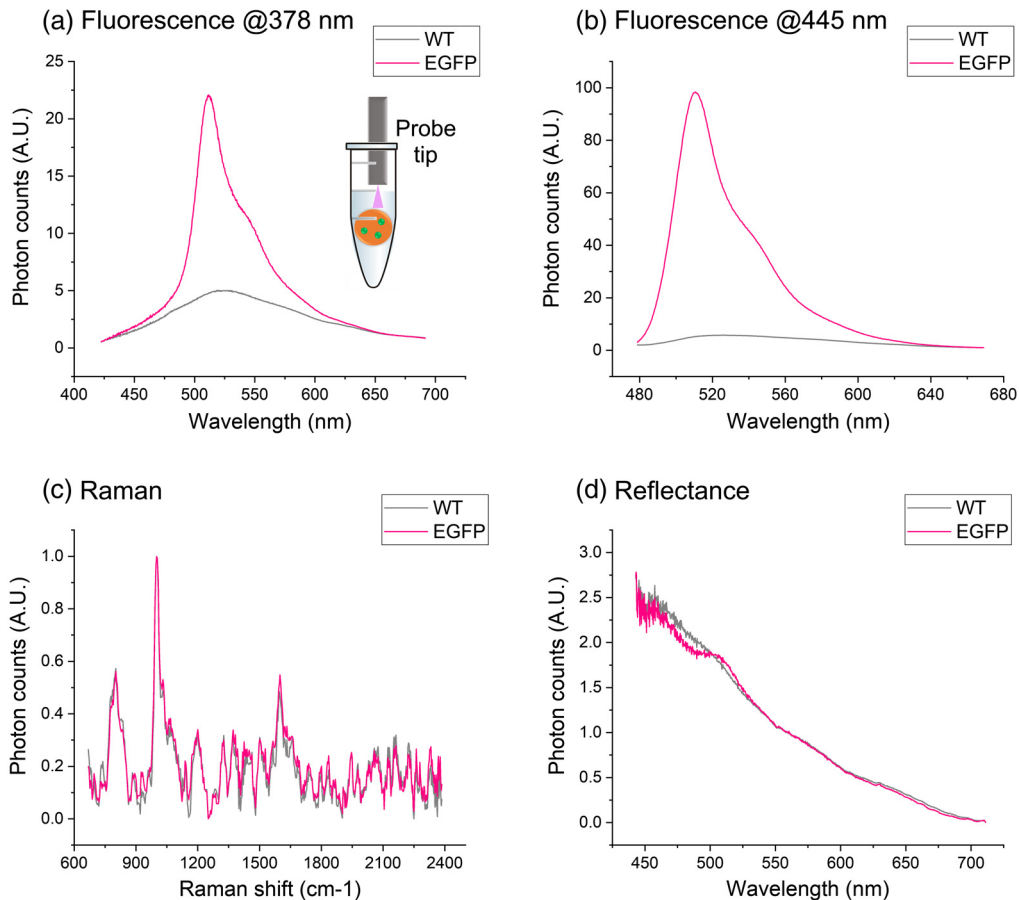 (a) Fluorescence @378 nm
WT
EGFP
25
20
15
10
5
0
Photon counts (A.U.)
Probe
tip
400 450 500 550 600 650 700
Wavelength (nm)
(b) Fluorescence @445 nm
WT
EGFP
100
80
60
40
20
0
Photon counts (A.U.)
480 520 560 600 640 680
Wavelength (nm)
(c) Raman
WT
EGFP
1.0
0.8
0.6
0.4
0.2
0.0
Photon counts (A.U.)
600 900 1200 1500 1800 2100 2400
Raman shift (cm-1)
(d) Reflectance
WT
EGFP
3.0
2.5
2.0
1.5
1.0
0.5
0.0
Photon counts (A.U.)
450 500 550 600 650 700
Wavelength (nm)